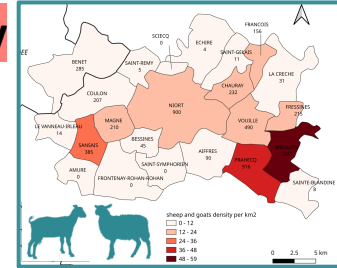 y
FRANCOIS
156
SCIECQ
0
ECHIRE
4
SAINT-GELAIS
11
BENET
285
SAINT-REMY
5
LA CRECHE
31
CHAURAY
232
COULON
207
NIORT
900
FRESSINES
215
LE VANNEAU-IRLEAU
14
MAGNE
210
VOUILLE
490
SANSAIS
385
BESSINES
45
AIFFRES
90
PRAHECQ
916
AMURE
0
SAINT-SYMPHORIEN
0
FRONTENAY-ROHAN-ROHAN
0
SAINTE-BLANDINE
8
sheep and goats density per km2
0 - 12
12 - 24
24 - 36
36 - 48
48 - 59
0 2.5 5 km